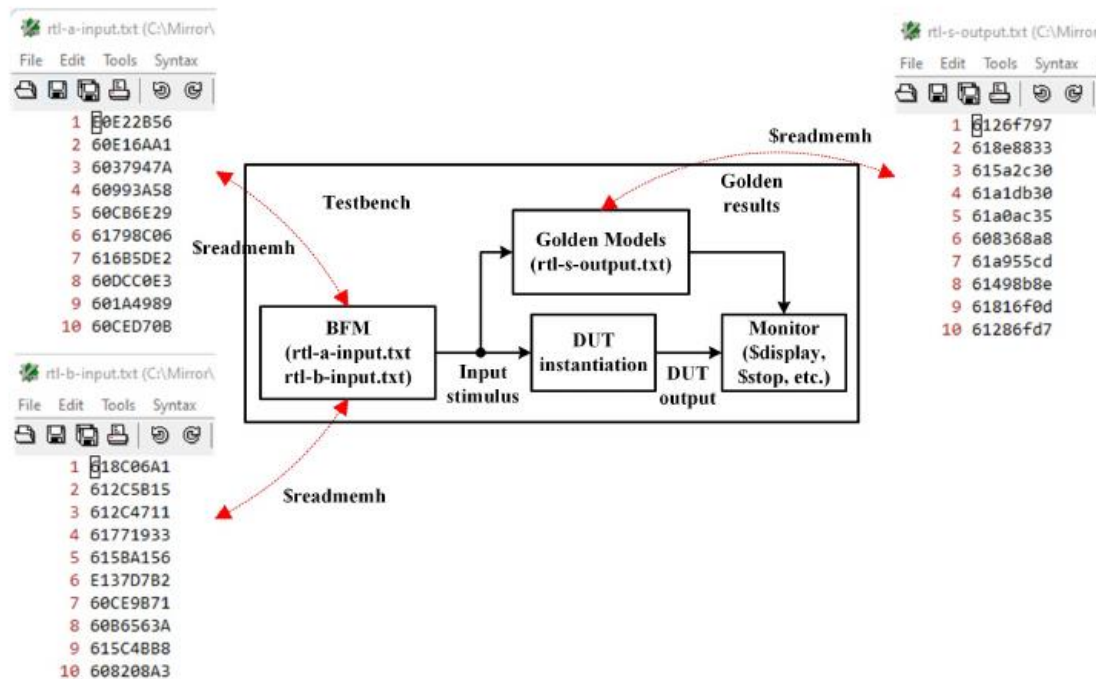 rtl-a-input.txt (C:\Mirror\
File Edit Tools Syntax
1 E0E22B56
2 60E16AA1
3 6037947A
4 60993A58
5 60CB6E29
6 61798C06
7 616B5DE2
8 60DCC0E3
9 601A4989
10 60CED70B
rtl-b-input.txt (C:\Mirror\
File Edit Tools Syntax
1 618C06A1
2 612C5B15
3 612C4711
4 61771933
5 615BA156
6 E137D7B2
7 60CE9B71
8 60B6563A
9 615C4BB8
10 608208A3
$readmemh
$readmemh
Testbench
BFM
(rtl-a-input.txt
rtl-b-input.txt)
Input
stimulus
Golden Models
(rtl-s-output.txt)
Golden
results
DUT
instantiation
DUT
output
Monitor
($display,
$stop, etc.)
$readmemh
rtl-s-output.txt (C:\Mirror
File Edit Tools Syntax
1 6126f797
2 618e8833
3 615a2c30
4 61a1db30
5 61a0ac35
6 608368a8
7 61a955cd
8 61498b8e
9 61816f0d
10 61286fd7